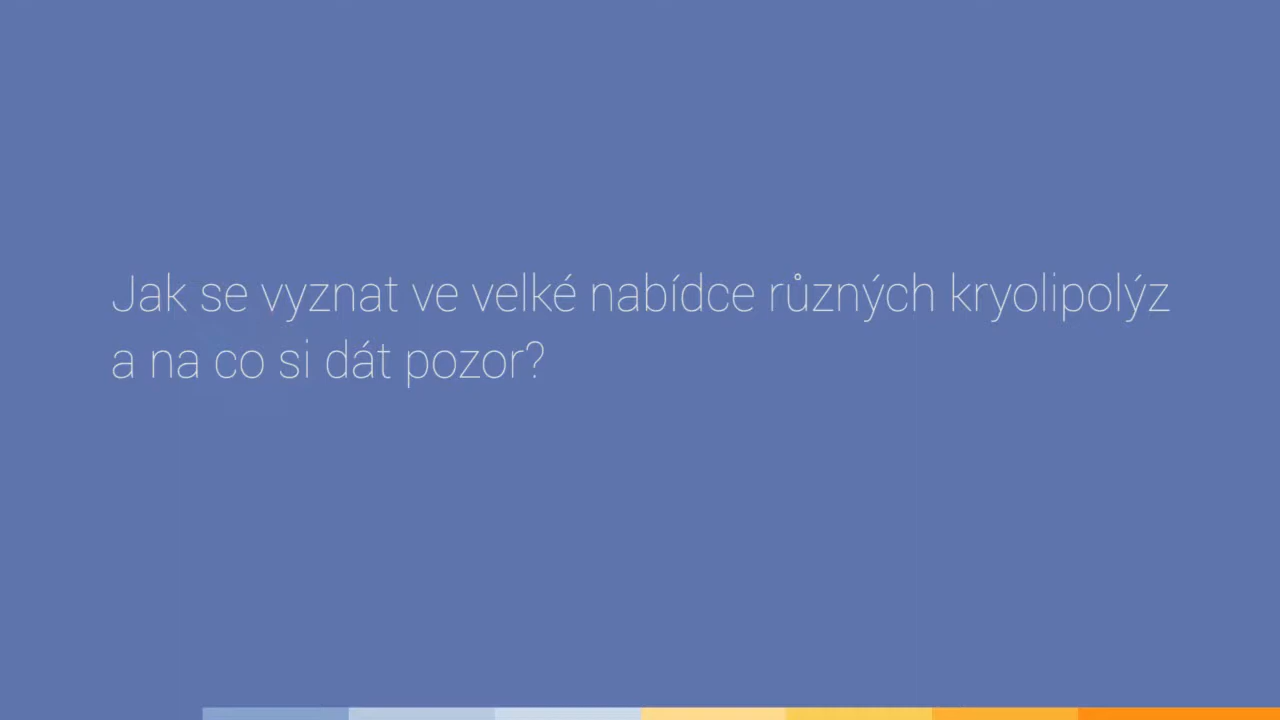 Jak se vyznat ve velké nabídce různých kryolipolýz
a na co si dát pozor?